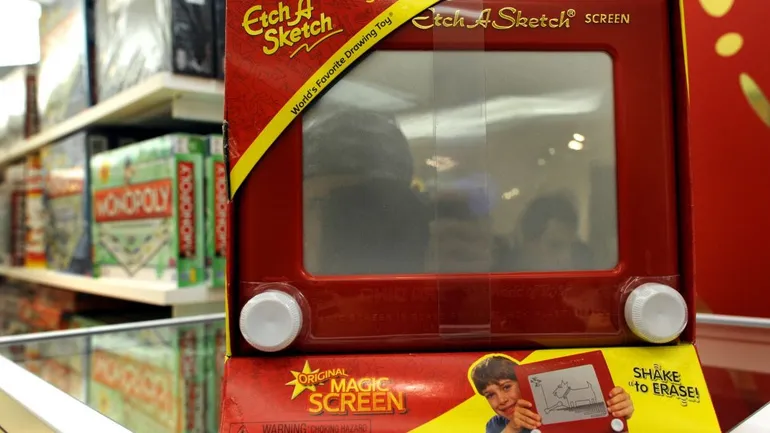 Etch A
Sketch
World's Favorite Drawing Toy
Etch A Sketch® SCREEN
MONOPOLY
MONOPOLY
ORIGINAL
MAGIC
SCREEN
WARNING: CHOKING HAZARD
SHAKE
to ERASE!